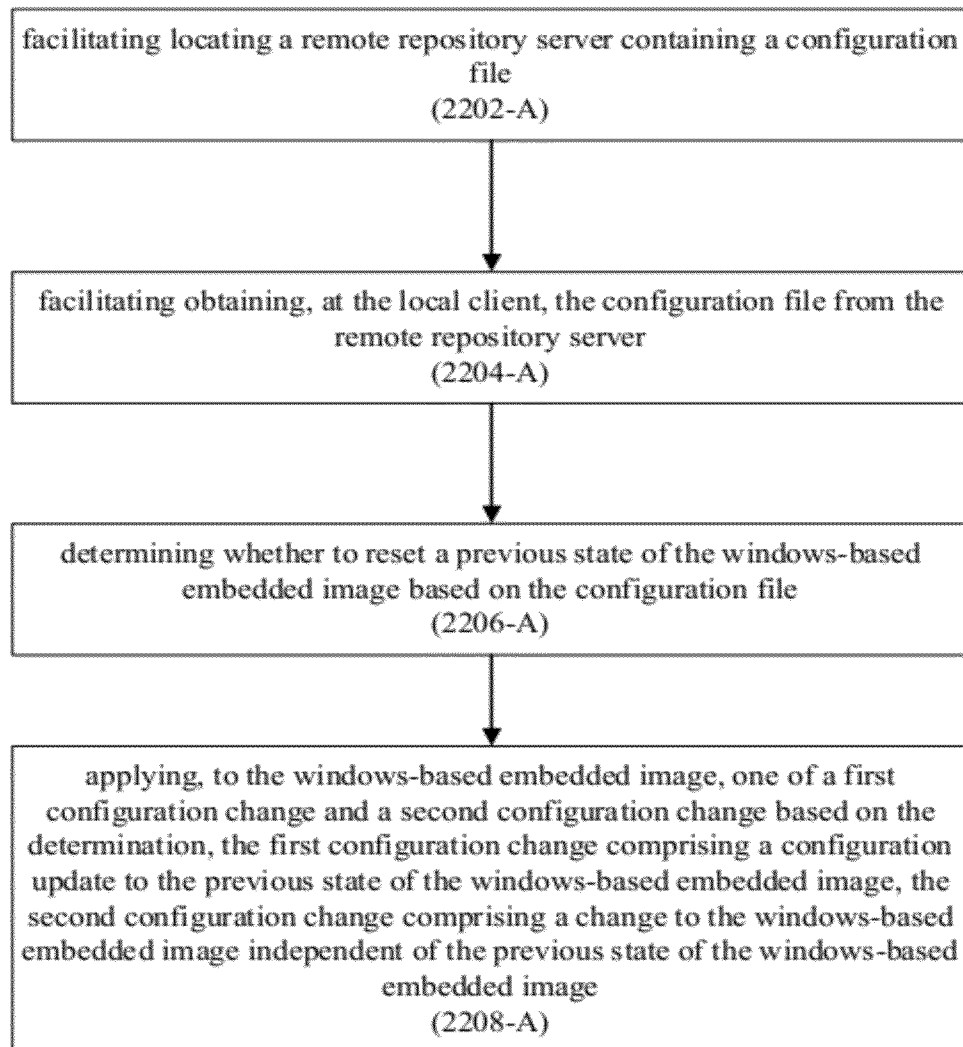 facilitating locating a remote repository server containing a configuration
file
(2202-A)
facilitating obtaining, at the local client, the configuration file from the
remote repository server
(2204-A)
determining whether to reset a previous state of the windows-based
embedded image based on the configuration file
(2206-A)
applying, to the windows-based embedded image, one of a first
configuration change and a second configuration change based on the
determination, the first configuration change comprising a configuration
update to the previous state of the windows-based embedded image, the
second configuration change comprising a change to the windows-based
embedded image independent of the previous state of the windows-based
embedded image
(2208-A)